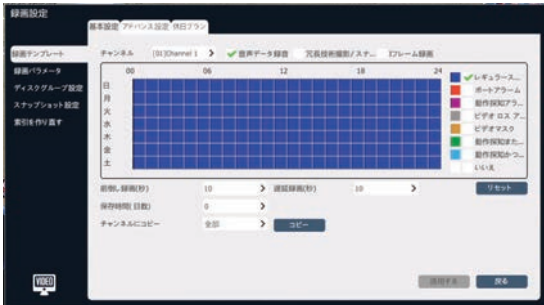 録画設定
基本設定 アドバンス設定 休日プラン
録画テンプレート
録画パラメータ
ディスクグループ設定
スナップショット設定
索引を作り直す
チャンネル [01]Channel 1 > 音声データ録音 冗長技術撮影/スナ... Iフレーム録画
00 06 12 18 24
日
月
火
水
木
金
土
レギュラース...
ポートアラーム
動作探知アラ...
ビデオ ロス ア...
ビデオマスク
動作探知また...
動作探知かつ...
いいえ
前倒し録画(秒) 10 > 遅延録画(秒) 10 > リセット
保存時間( 日数) 0 >
チャンネルにコピー 全部 > コピー
適用する 戻る
VIDEO